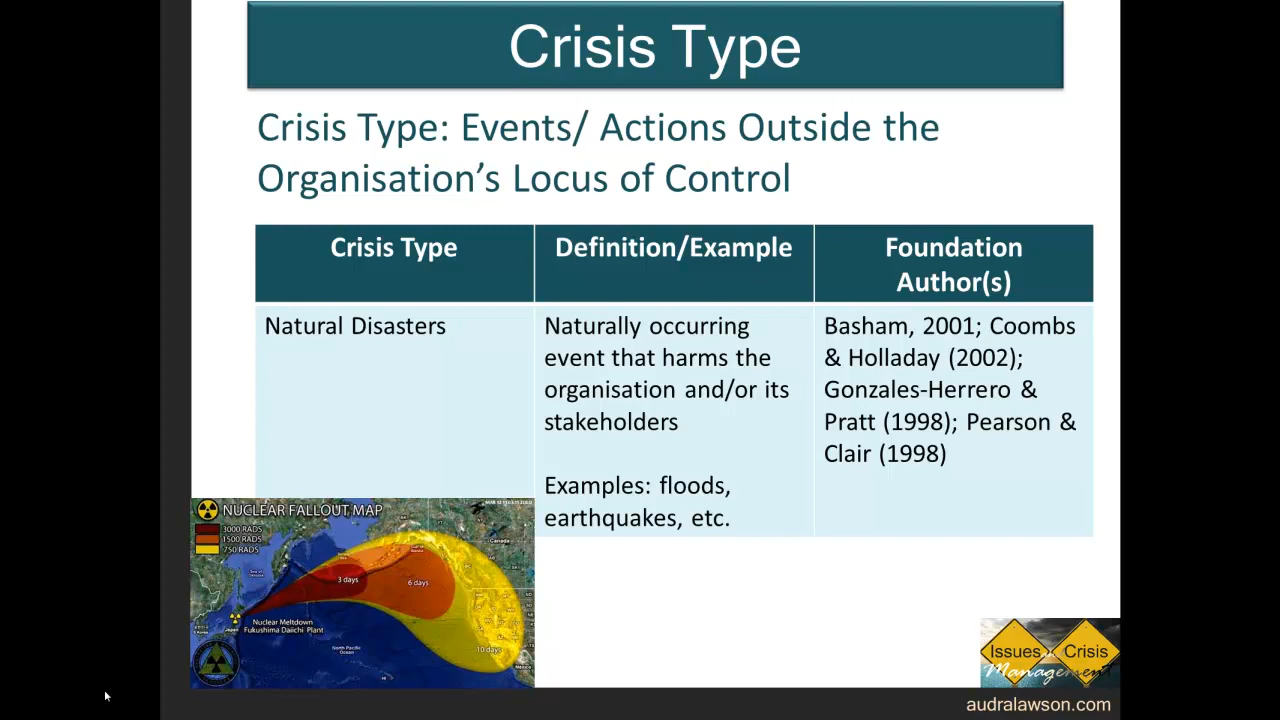 Crisis Type
Crisis Type: Events/ Actions Outside the
Organisation's Locus of Control
Crisis Type
Definition/Example
Foundation
Author(s)
Natural Disasters
Naturally occurring
event that harms the
organisation and/or its
stakeholders
Examples: floods,
earthquakes, etc.
Basham, 2001; Coombs
& Holladay (2002);
Gonzales-Herrero &
Pratt (1998); Pearson &
Clair (1998)
NUCLEAR FALLOUT MAP
3000 RADS
1500 RADS
750 RADS
Canada
3 days
6 days
10 days
Nuclear Meltdown
Fukushima Daiichi Plant
Japan
North Pacific
Ocean
Issues & Crisis
Management
audralawson.com